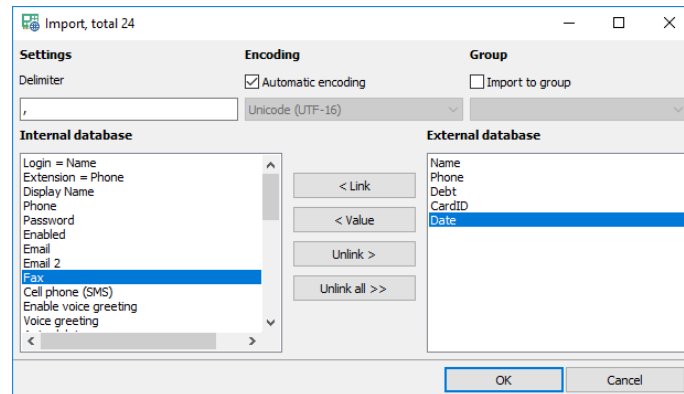 Import, total 24
Settings
Encoding
Group
Delimiter
Automatic encoding
Import to group
,
Unicode (UTF-16)
Internal database
External database
Login = Name
Extension = Phone
Display Name
Phone
Password
Enabled
Email
Email 2
Fax
Cell phone (SMS)
Enable voice greeting
Voice greeting
< Link
< Value
Unlink >
Unlink all >>
Name
Phone
Debt
CardID
Date
OK
Cancel